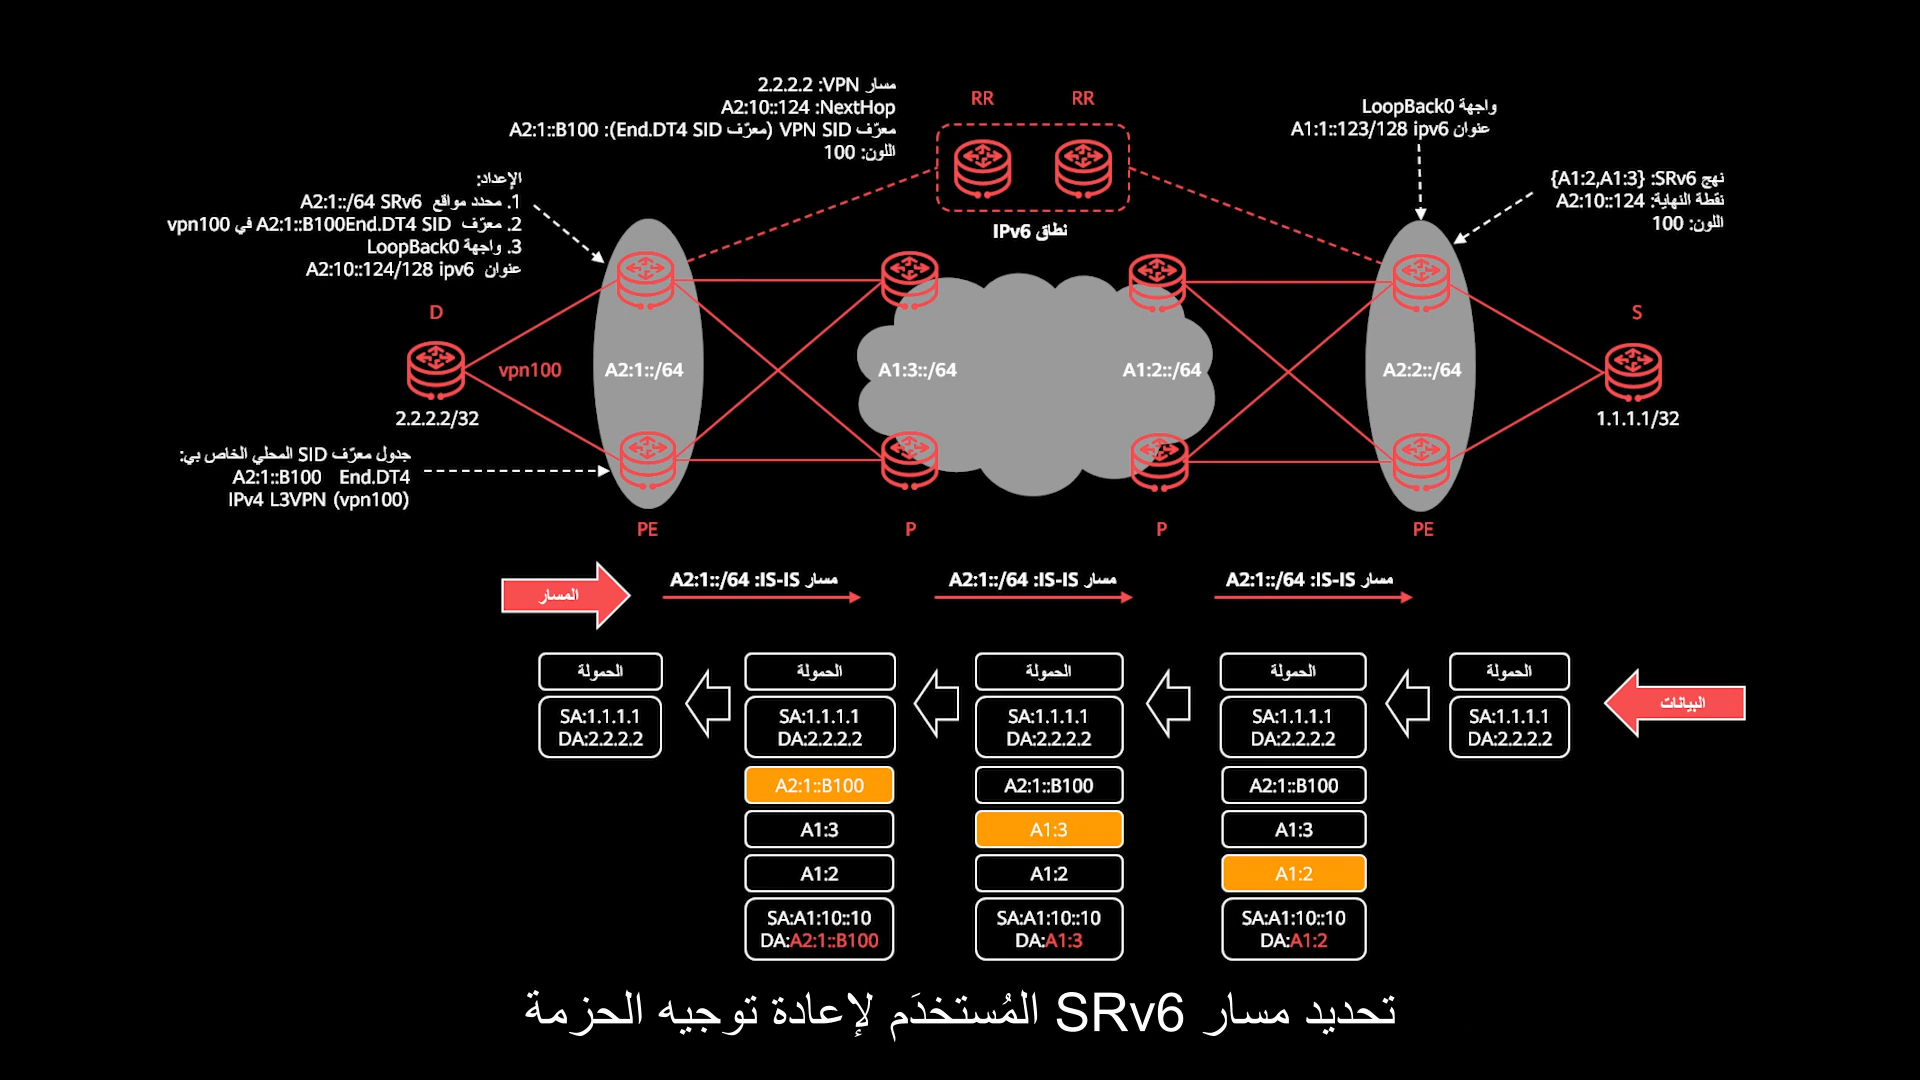 مسار VPN: 2.2.2.2
NextHop: A2:10::124
معرّف VPN SID (معرّف End.DT4 SID): A2:1::B100
اللون: 100
RR
RR
نطاق IPv6
واجهة LoopBack0
عنوان A1:1::123/128 ipv6
نهج SRv6: {A1:2,A1:3}
نقطة النهاية: A2:10::124
اللون: 100
الإعداد:
1. محدد مواقع A2:1::/64 SRv6
2. معرّف A2:1::B100End.DT4 SID في vpn100
3. واجهة LoopBack0
عنوان A2:10::124/128 ipv6
D
S
vpn100
A2:1::/64
A1:3::/64
A1:2::/64
A2:2::/64
2.2.2.2/32
1.1.1.1/32
جدول معرّف SID المحلي الخاص بي:
A2:1::B100 End.DT4
IPv4 L3VPN (vpn100)
PE
P
P
PE
المسار
مسار IS-IS: A2:1::/64
مسار IS-IS: A2:1::/64
مسار IS-IS: A2:1::/64
الحمولة
الحمولة
الحمولة
الحمولة
الحمولة
البيانات
SA:1.1.1.1
DA:2.2.2.2
SA:1.1.1.1
DA:2.2.2.2
SA:1.1.1.1
DA:2.2.2.2
SA:1.1.1.1
DA:2.2.2.2
SA:1.1.1.1
DA:2.2.2.2
A2:1::B100
A2:1::B100
A2:1::B100
A1:3
A1:3
A1:3
A1:2
A1:2
A1:2
SA:A1:10::10
DA:A2:1::B100
SA:A1:10::10
DA:A1:3
SA:A1:10::10
DA:A1:2
تحديد مسار SRv6 المُستخدَم لإعادة توجيه الحزمة